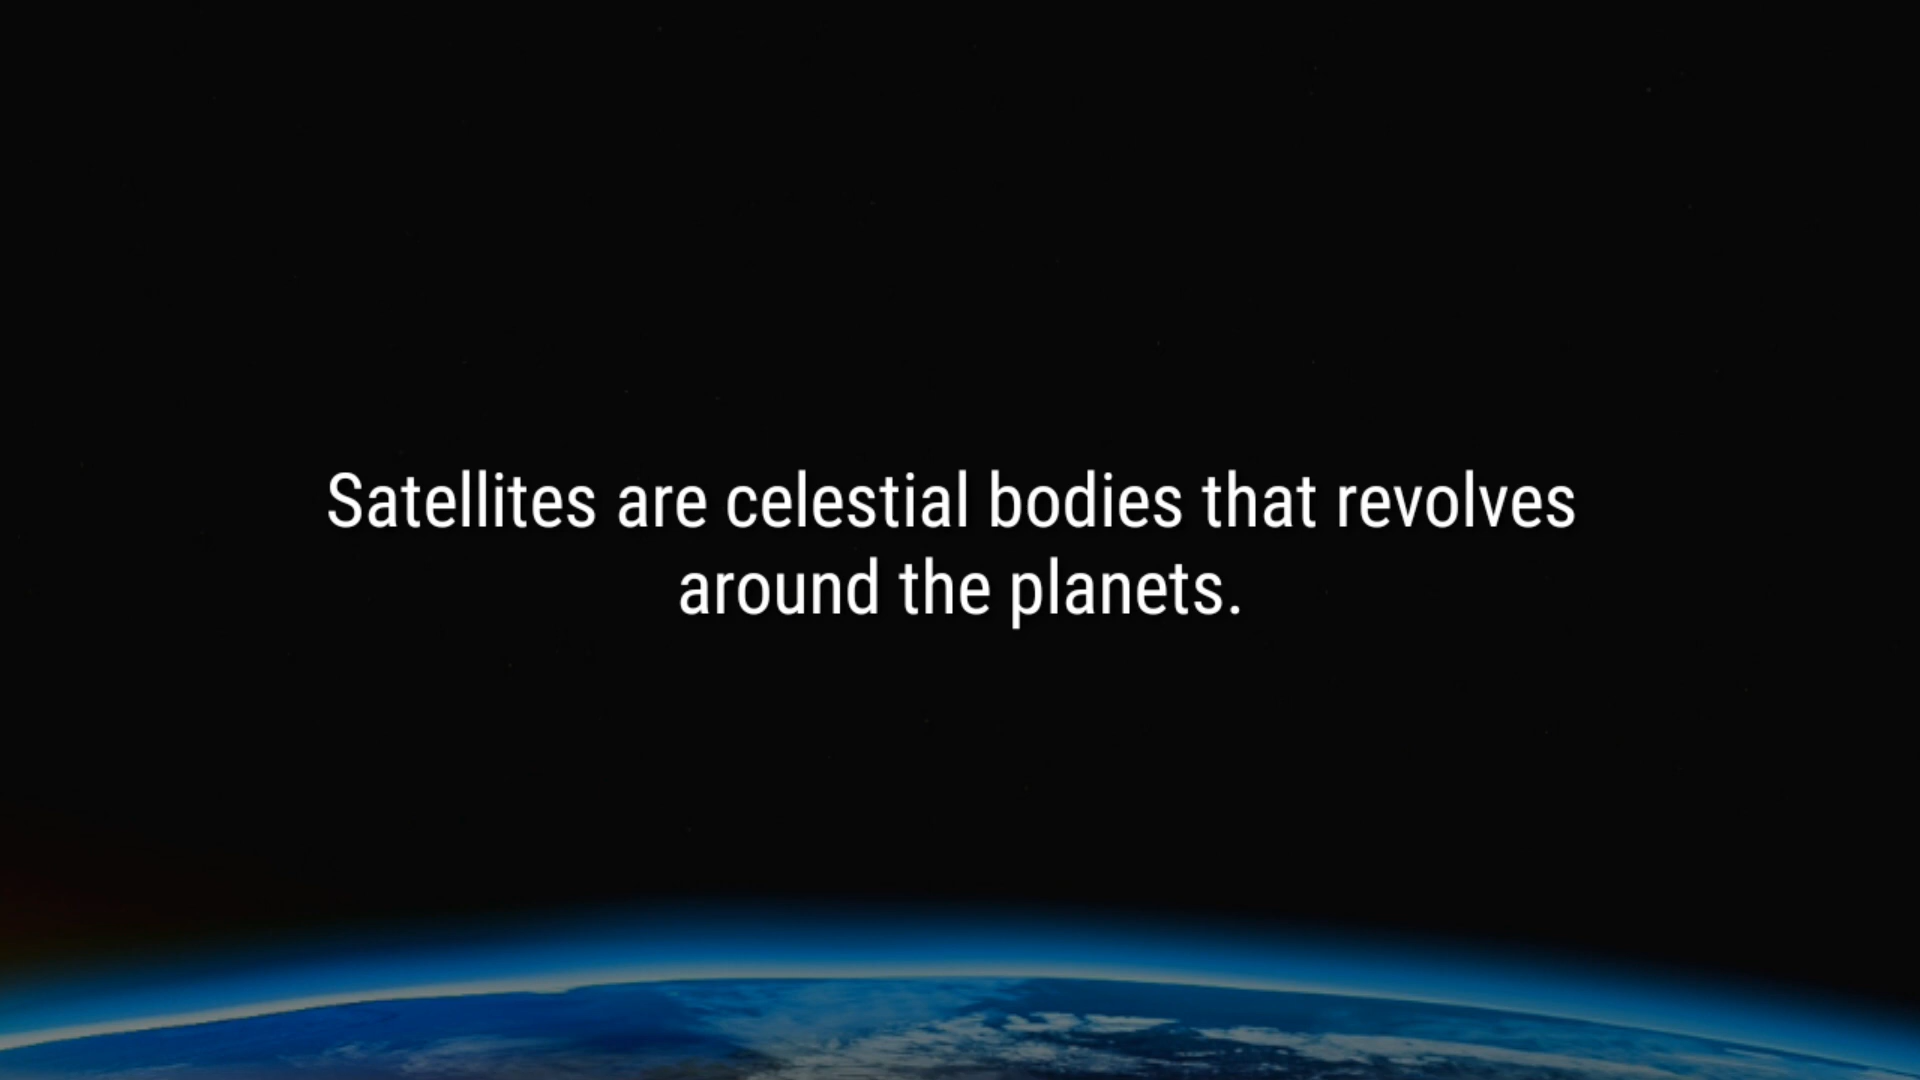 Satellites are celestial bodies that revolves
around the planets.